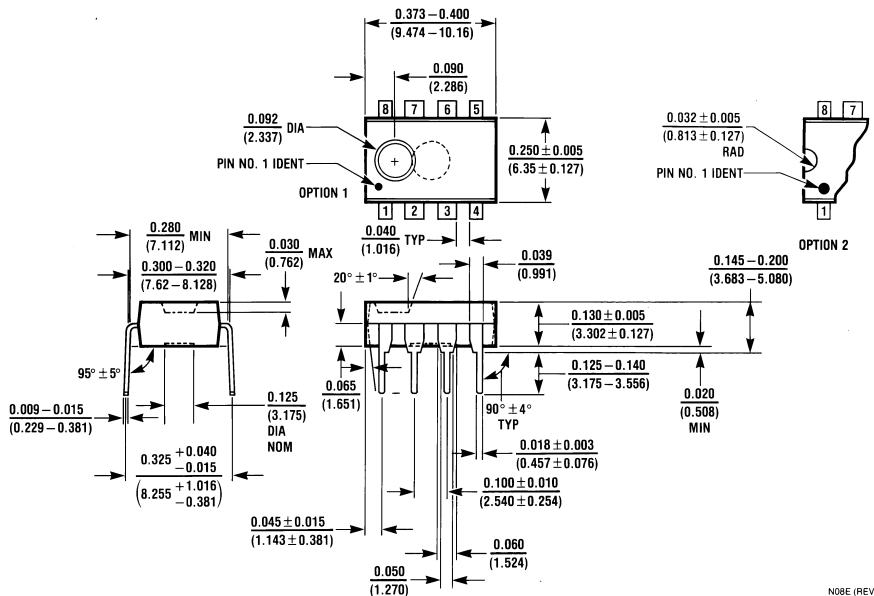 0.373 – 0.400
(9.474 – 10.16)
0.090
(2.286)
8 7 6 5
0.092 DIA
(2.337)
PIN NO. 1 IDENT
OPTION 1
+
1 2 3 4
0.250 ± 0.005
(6.35 ± 0.127)
8 7
0.032 ± 0.005
(0.813 ± 0.127)
RAD
PIN NO. 1 IDENT
1
OPTION 2
0.280 MIN
(7.112)
0.300 – 0.320
(7.62 – 8.128)
0.030 MAX
(0.762)
0.040 TYP
(1.016)
0.039
(0.991)
20° ± 1°
0.145 – 0.200
(3.683 – 5.080)
0.130 ± 0.005
(3.302 ± 0.127)
0.125 – 0.140
(3.175 – 3.556)
0.020
(0.508)
MIN
95° ± 5°
0.065
(1.651)
90° ± 4°
TYP
0.009 – 0.015
(0.229 – 0.381)
0.125
(3.175)
DIA
NOM
0.018 ± 0.003
(0.457 ± 0.076)
0.325 +0.040
–0.015
(8.255 +1.016
–0.381)
0.100 ± 0.010
(2.540 ± 0.254)
0.045 ± 0.015
(1.143 ± 0.381)
0.060
(1.524)
0.050
(1.270)
N08E (REV